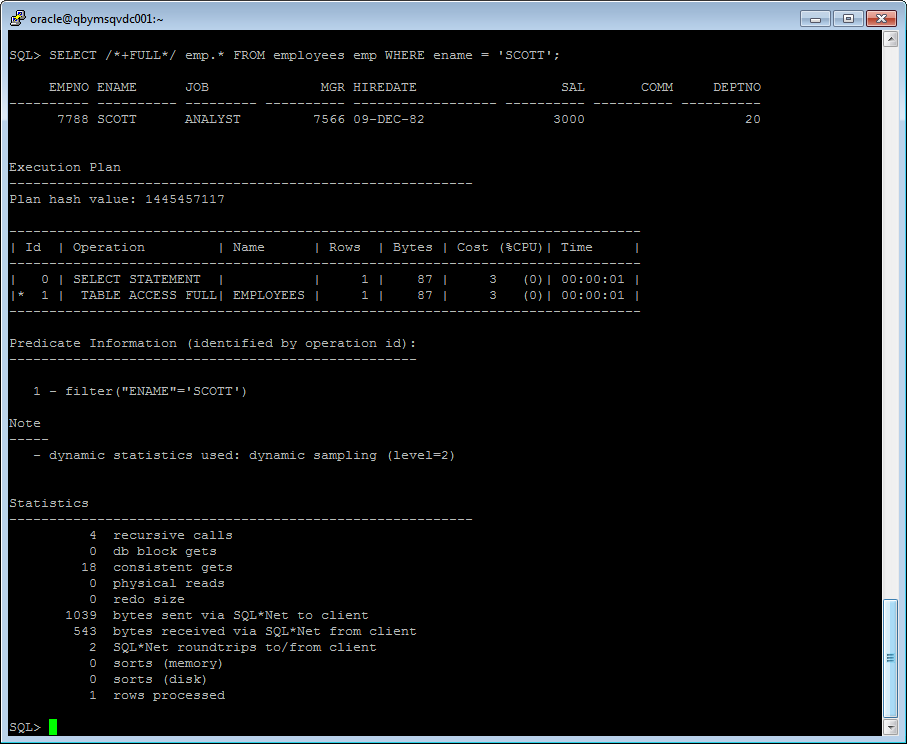 oracle@qbymsqvdc001:~
SQL> SELECT /*+FULL*/ emp.* FROM employees emp WHERE ename = 'SCOTT';
     EMPNO ENAME      JOB              MGR HIREDATE                  SAL       COMM     DEPTNO
---------- ---------- --------- ---------- ------------------ ---------- ---------- ----------
      7788 SCOTT      ANALYST         7566 09-DEC-82                3000                    20
Execution Plan
----------------------------------------------------------
Plan hash value: 1445457117
-------------------------------------------------------------------------------
| Id  | Operation         | Name      | Rows  | Bytes | Cost (%CPU)| Time     |
-------------------------------------------------------------------------------
|   0 | SELECT STATEMENT  |           |     1 |    87 |     3   (0)| 00:00:01 |
|*  1 |  TABLE ACCESS FULL| EMPLOYEES |     1 |    87 |     3   (0)| 00:00:01 |
-------------------------------------------------------------------------------
Predicate Information (identified by operation id):
---------------------------------------------------
   1 - filter("ENAME"='SCOTT')
Note
-----
   - dynamic statistics used: dynamic sampling (level=2)
Statistics
----------------------------------------------------------
          4  recursive calls
          0  db block gets
         18  consistent gets
          0  physical reads
          0  redo size
       1039  bytes sent via SQL*Net to client
        543  bytes received via SQL*Net from client
          2  SQL*Net roundtrips to/from client
          0  sorts (memory)
          0  sorts (disk)
          1  rows processed
SQL>